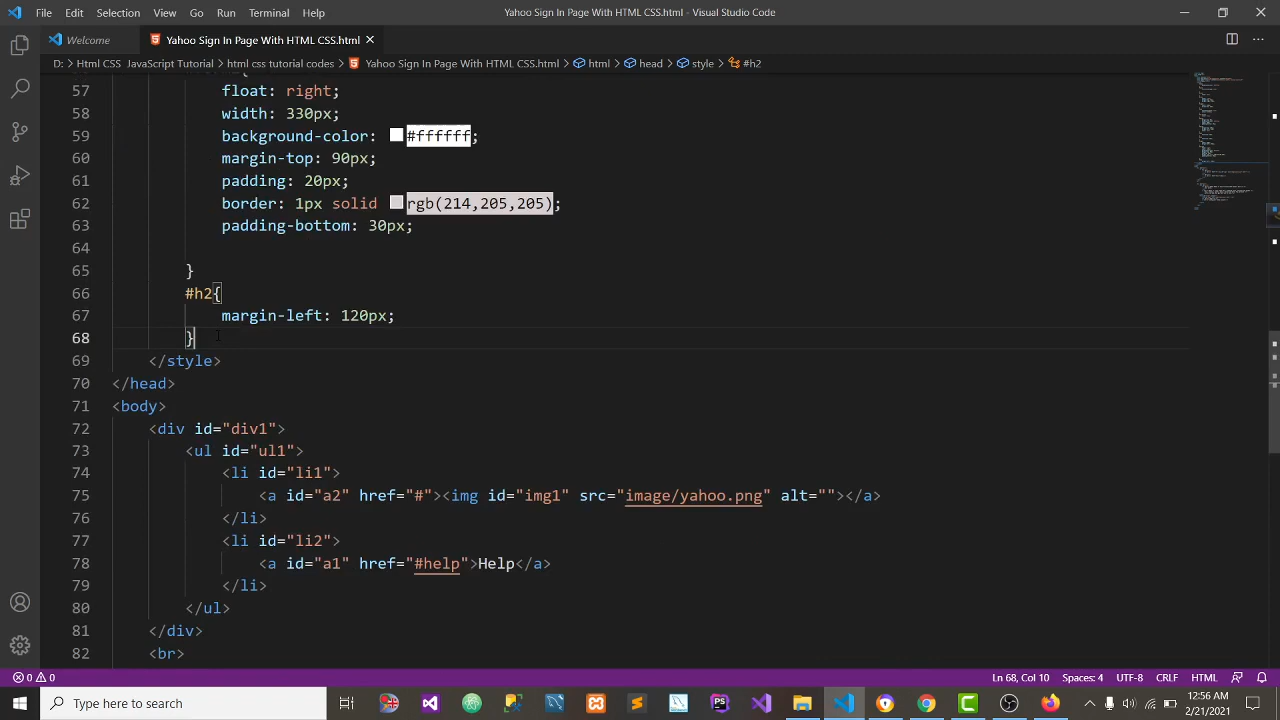 File Edit Selection View Go Run Terminal Help Yahoo Sign In Page With HTML CSS.html - Visual Studio Code
Welcome Yahoo Sign In Page With HTML CSS.html
D: > Html CSS JavaScript Tutorial > html css tutorial codes > Yahoo Sign In Page With HTML CSS.html > html > head > style > #h2
57 float: right;
58 width: 330px;
59 background-color: #ffffff;
60 margin-top: 90px;
61 padding: 20px;
62 border: 1px solid rgb(214,205,205);
63 padding-bottom: 30px;
64
65 }
66 #h2{
67 margin-left: 120px;
68 }
69 </style>
70 </head>
71 <body>
72 <div id="div1">
73 <ul id="ul1">
74 <li id="li1">
75 <a id="a2" href="#"><img id="img1" src="image/yahoo.png" alt=""></a>
76 </li>
77 <li id="li2">
78 <a id="a1" href="#help">Help</a>
79 </li>
80 </ul>
81 </div>
82 <br>
0 0 Ln 68, Col 10 Spaces: 4 UTF-8 CRLF HTML
Type here to search
12:56 AM
2/21/2021